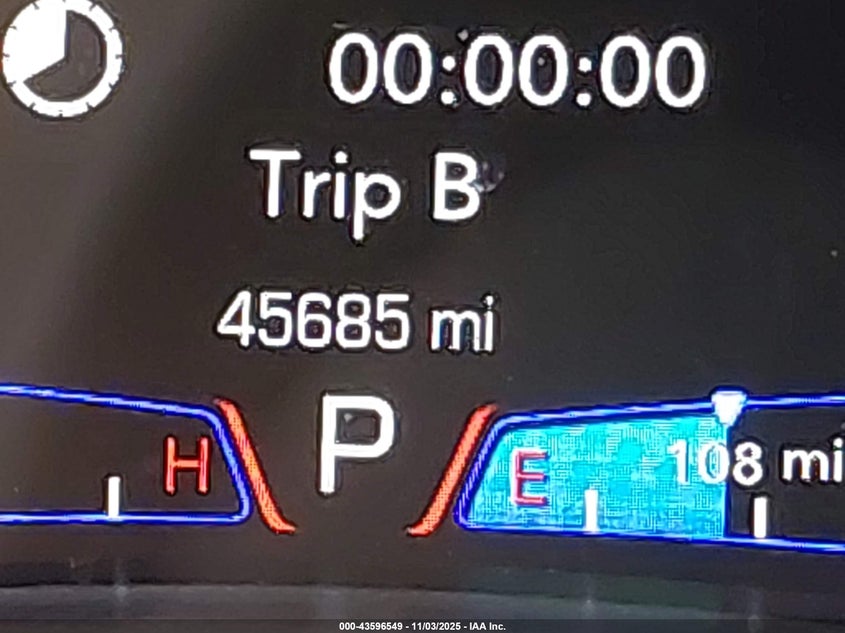 00:00:00
Trip B
45685 mi
P
H
E
108 mi
000-43596549 - 11/03/2025 - IAA Inc.